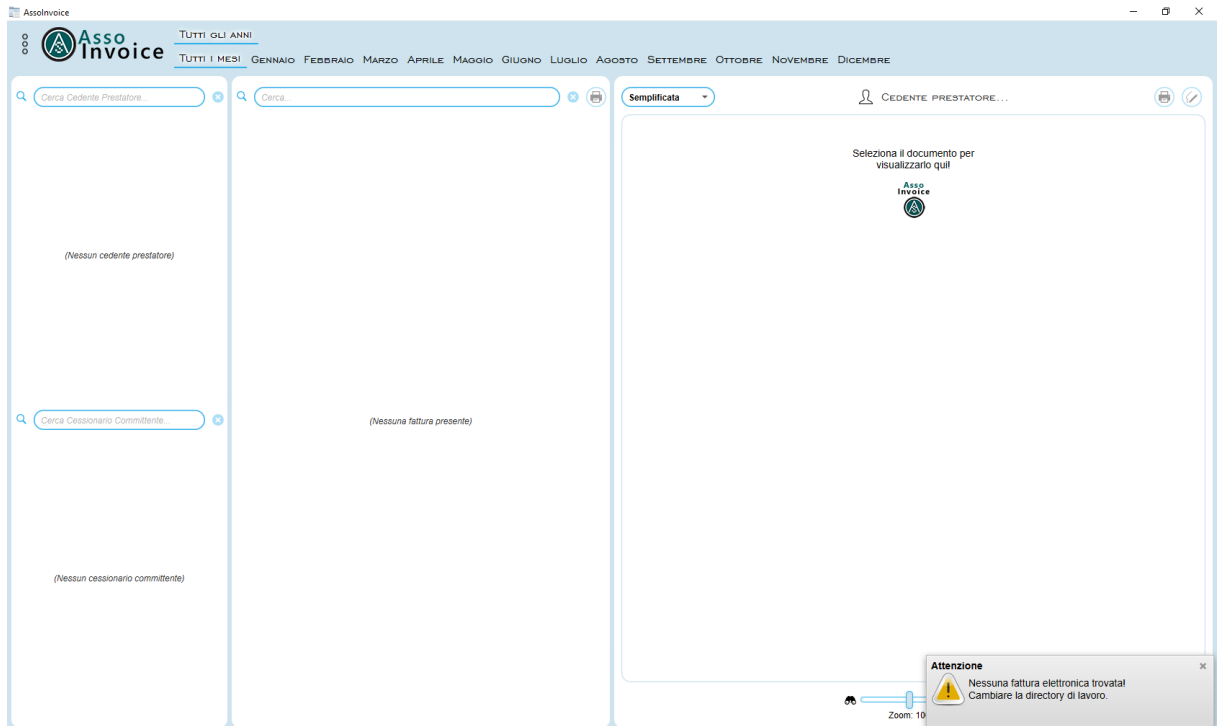 AssoInvoice
Asso
Invoice
Tutti gli anni
Tutti i mesi Gennaio Febbraio Marzo Aprile Maggio Giugno Luglio Agosto Settembre Ottobre Novembre Dicembre
Cerca Cedente Prestatore...
(Nessun cedente prestatore)
Cerca Cessionario Committente...
(Nessun cessionario committente)
Cerca...
(Nessuna fattura presente)
Semplificata
Cedente prestatore...
Seleziona il documento per
visualizzarlo qui!
Asso
Invoice
Zoom: 10
Attenzione
Nessuna fattura elettronica trovata!
Cambiare la directory di lavoro.